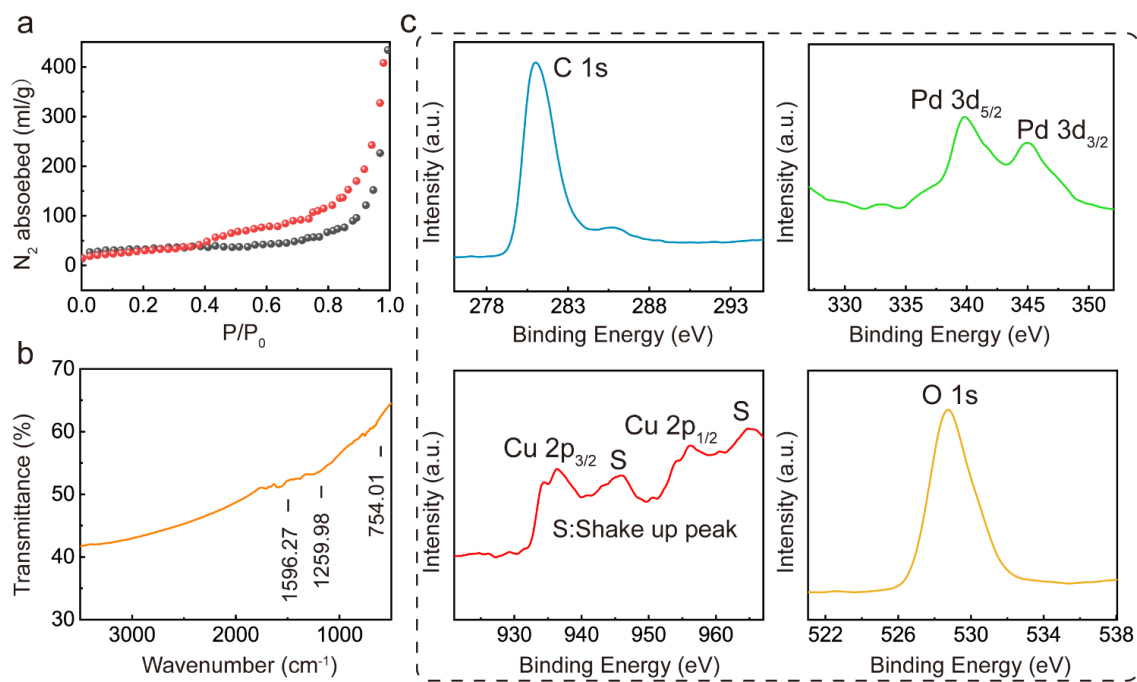 a
N2 absoebed (ml/g)
400
300
200
100
0
0.0 0.2 0.4 0.6 0.8 1.0
P/P0
b
Transmittance (%)
70
60
50
40
30
1596.27
1259.98
754.01
3000 2000 1000
Wavenumber (cm-1)
c
C 1s
Intensity (a.u.)
278 283 288 293
Binding Energy (eV)
Pd 3d5/2
Pd 3d3/2
Intensity (a.u.)
330 335 340 345 350
Binding Energy (eV)
Cu 2p3/2
S
Cu 2p1/2
S
S:Shake up peak
Intensity (a.u.)
930 940 950 960
Binding Energy (eV)
O 1s
Intensity (a.u.)
522 526 530 534 538
Binding Energy (eV)